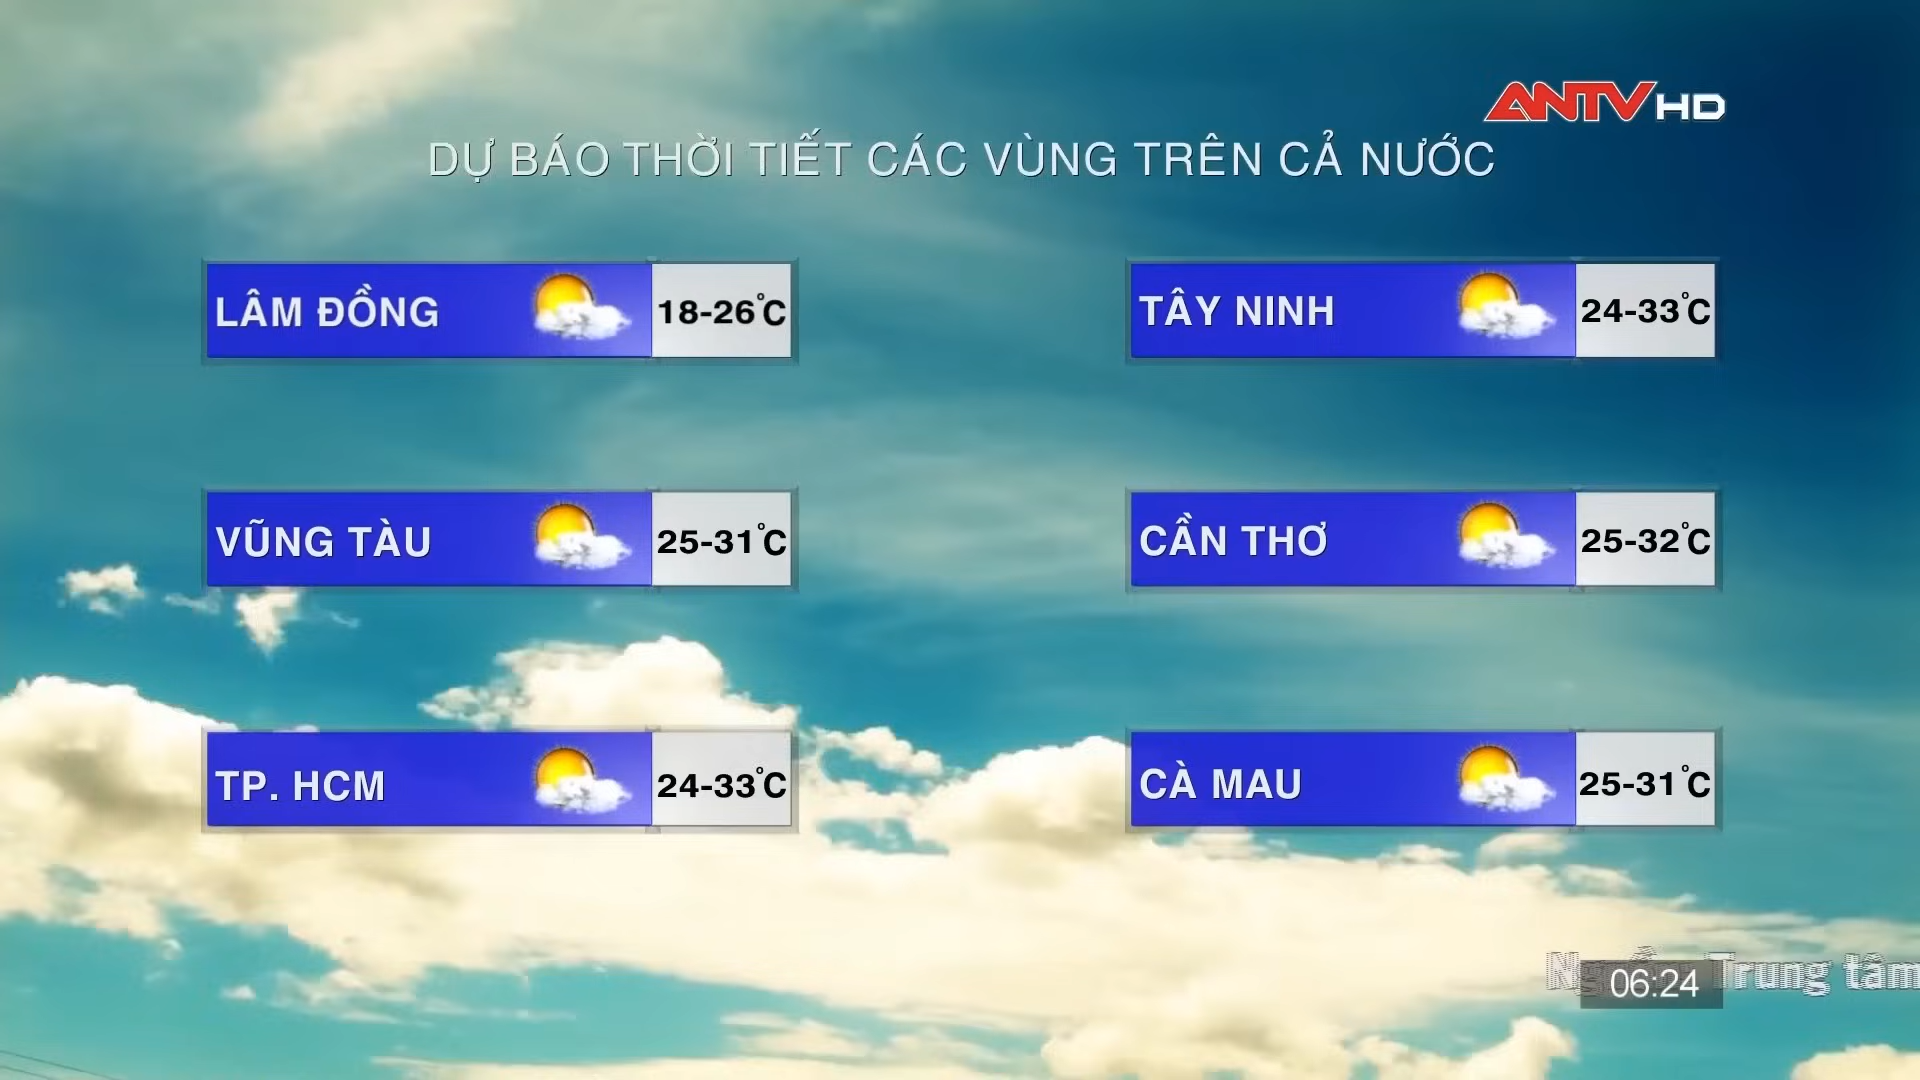 ANTV HD
DỰ BÁO THỜI TIẾT CÁC VÙNG TRÊN CẢ NƯỚC
LÂM ĐỒNG 18-26°C
TÂY NINH 24-33°C
VŨNG TÀU 25-31°C
CẦN THƠ 25-32°C
TP. HCM 24-33°C
CÀ MAU 25-31°C
Trung tâm
06:24